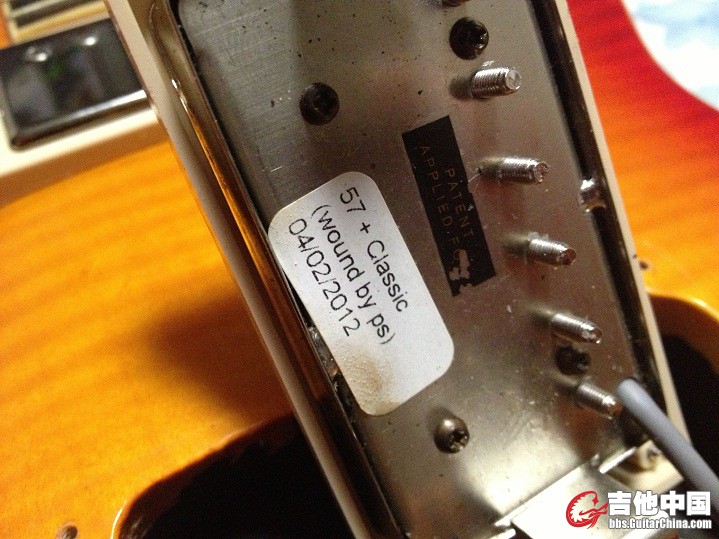 57 + Classic
(wound by ps)
04/02/2012
PATENT
APPLIED F
吉他中国
bbs.GuitarChina.com